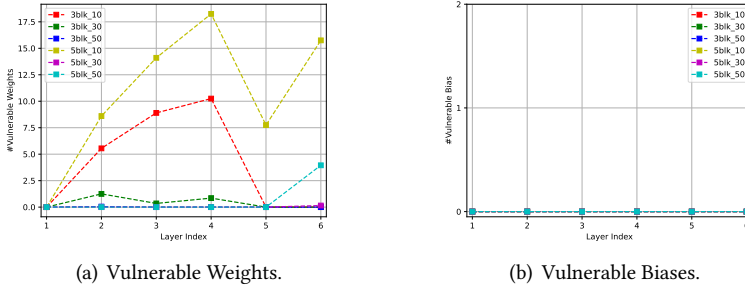 3blk_10
3blk_30
3blk_50
5blk_10
5blk_30
5blk_50
#Vulnerable Weights
17.5
15.0
12.5
10.0
7.5
5.0
2.5
0.0
1 2 3 4 5 6
Layer Index
(a) Vulnerable Weights.
3blk_10
3blk_30
3blk_50
5blk_10
5blk_30
5blk_50
#Vulnerable Bias
2
1
0
1 2 3 4 5
Layer Index
(b) Vulnerable Biases.